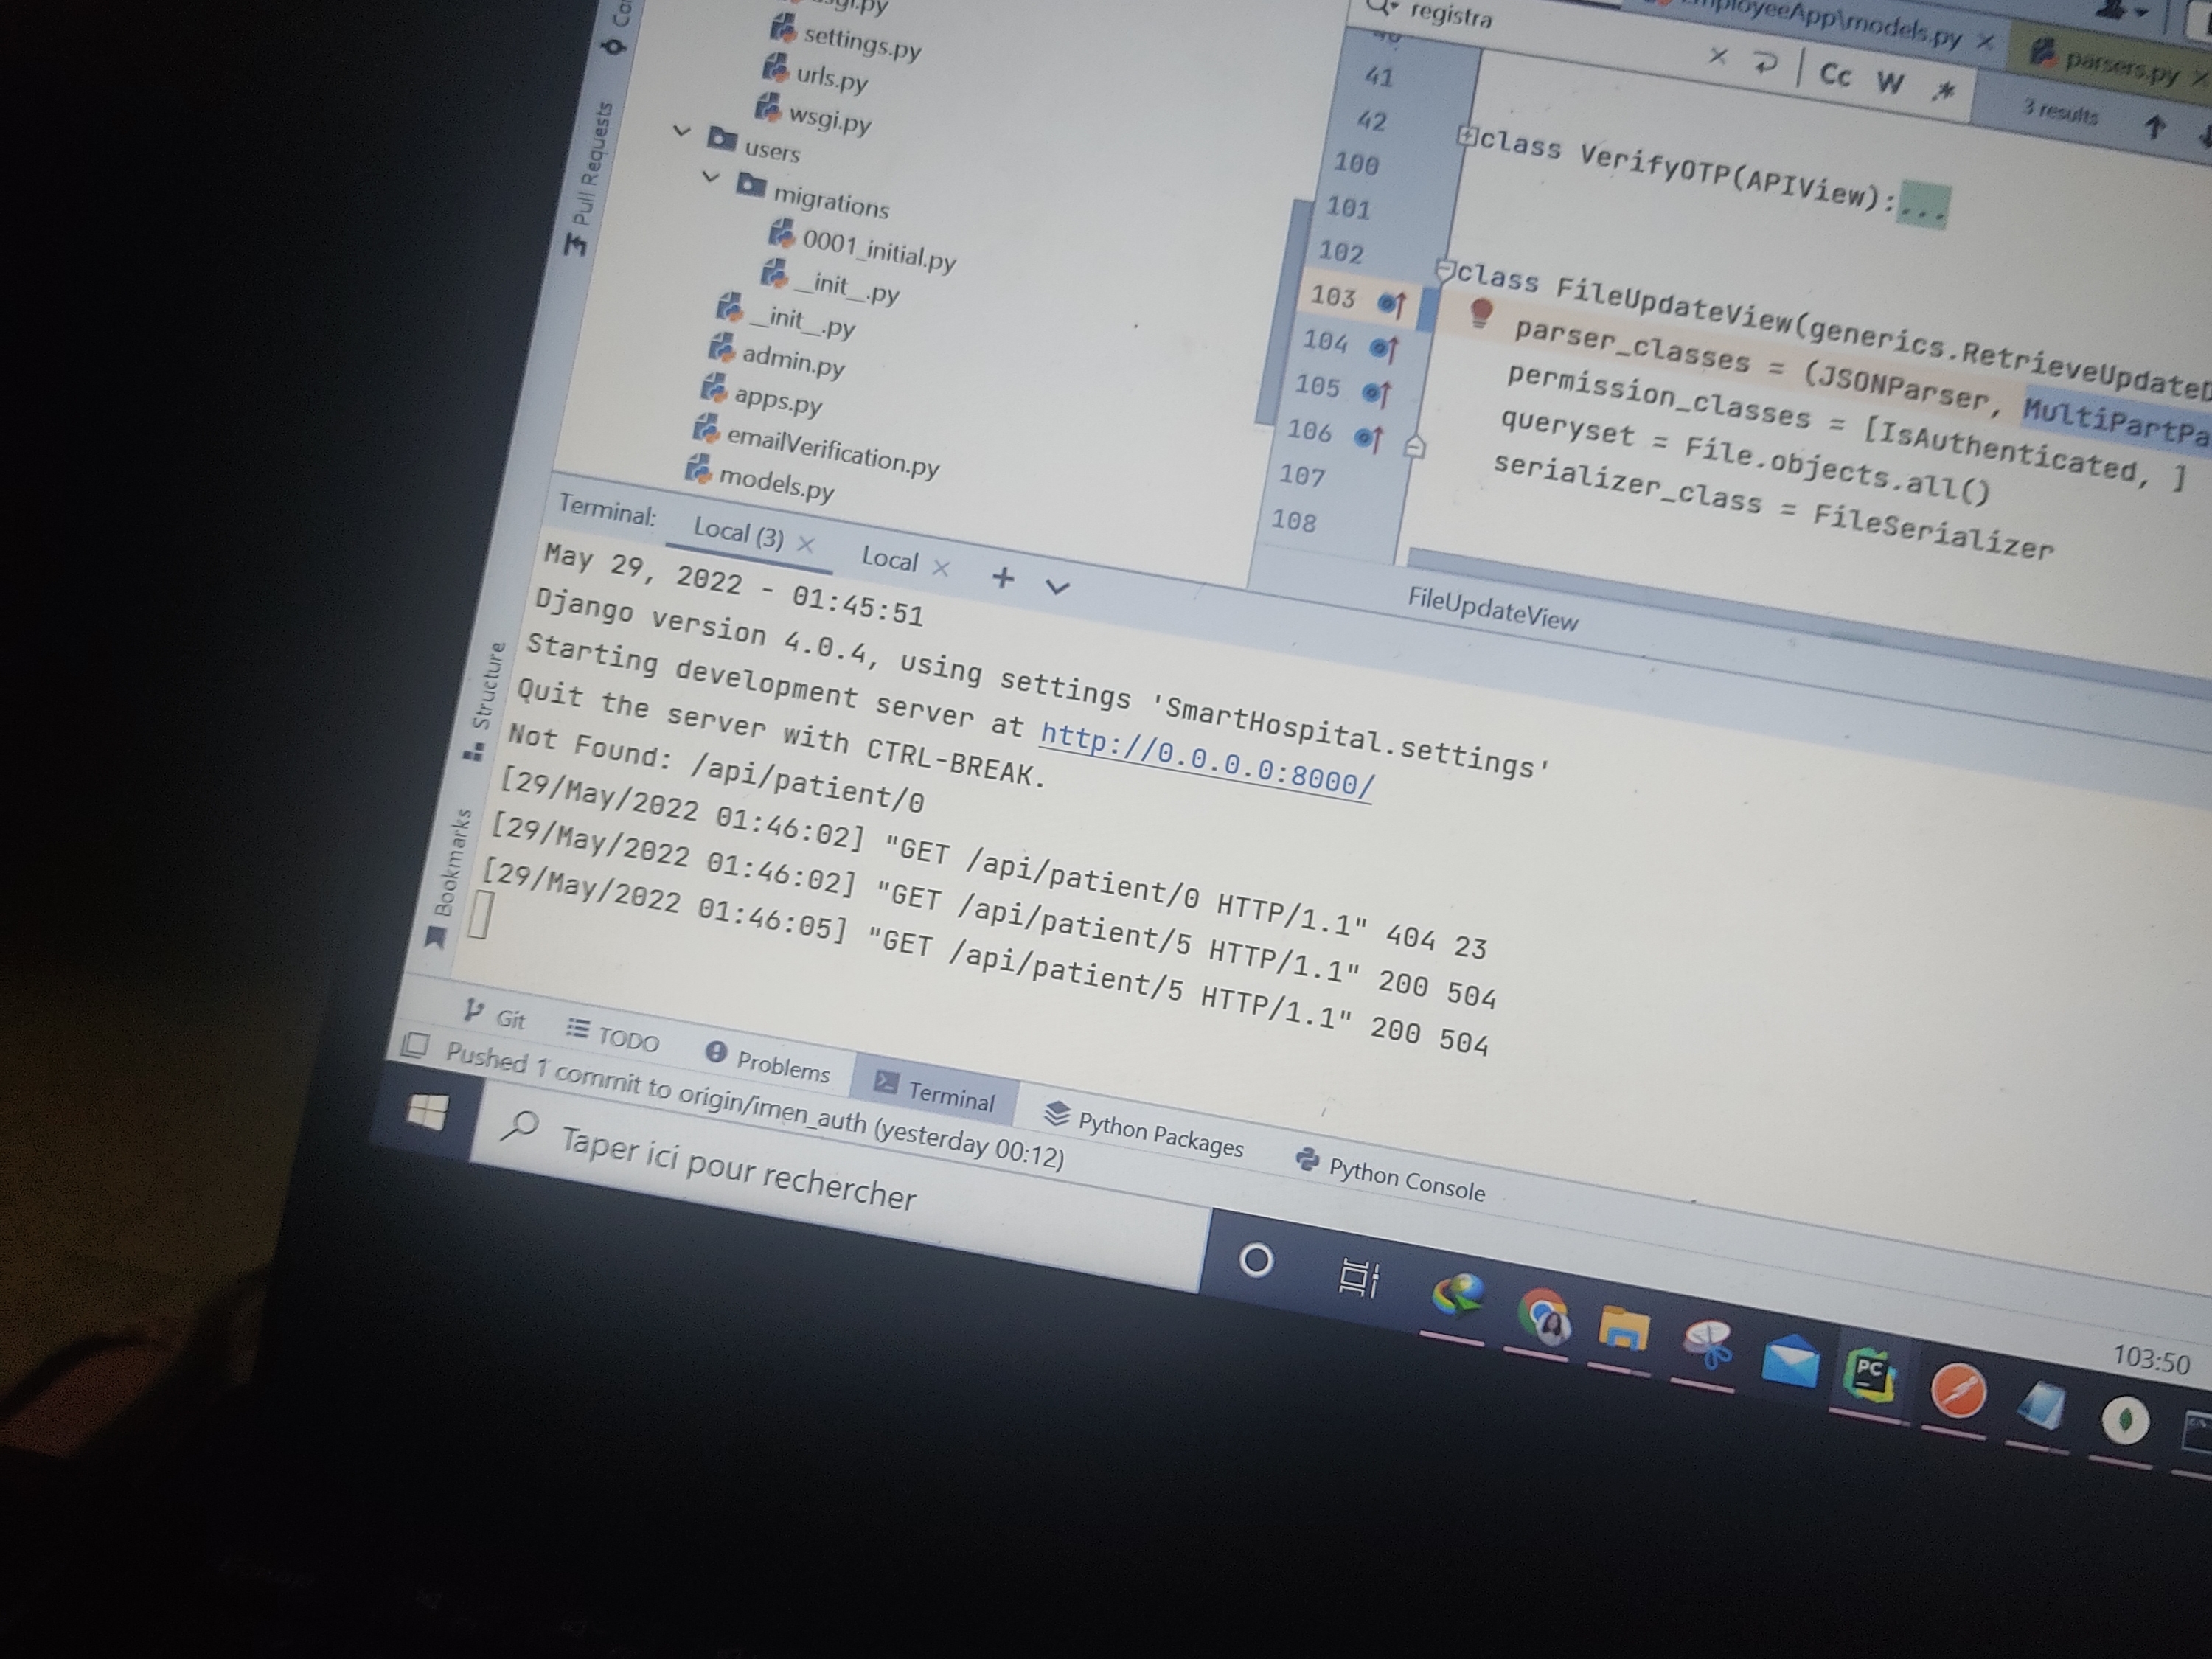 settings.py
urls.py
wsgi.py
users
migrations
0001_initial.py
__init__.py
__init__.py
admin.py
apps.py
emailVerification.py
models.py
Pull Requests
Structure
Bookmarks
registra
Cc W .*
3 results
models.py
parsers.py
41
42
100
101
102
103
104
105
106
107
108
class VerifyOTP(APIView):...
class FileUpdateView(generics.RetrieveUpdateD
parser_classes = (JSONParser, MultiPartPa
permission_classes = [IsAuthenticated, ]
queryset = File.objects.all()
serializer_class = FileSerializer
FileUpdateView
Terminal: Local (3) Local
May 29, 2022 - 01:45:51
Django version 4.0.4, using settings 'SmartHospital.settings'
Starting development server at http://0.0.0.0:8000/
Quit the server with CTRL-BREAK.
Not Found: /api/patient/0
[29/May/2022 01:46:02] "GET /api/patient/0 HTTP/1.1" 404 23
[29/May/2022 01:46:02] "GET /api/patient/5 HTTP/1.1" 200 504
[29/May/2022 01:46:05] "GET /api/patient/5 HTTP/1.1" 200 504
Git TODO Problems Terminal Python Packages Python Console
Pushed 1 commit to origin/imen_auth (yesterday 00:12)
103:50
Taper ici pour rechercher
PC